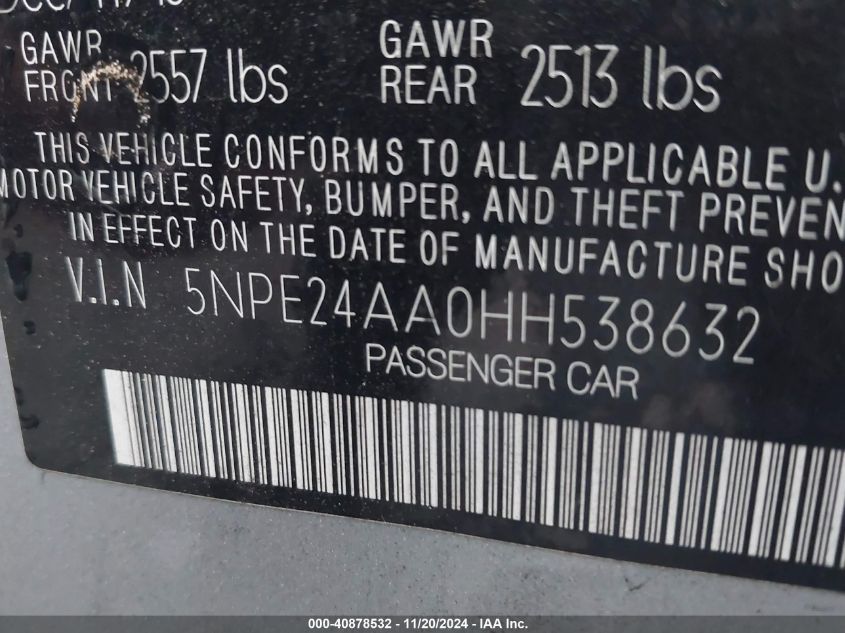 GAWR
FRONT 2557 lbs
GAWR
REAR 2513 lbs
THIS VEHICLE CONFORMS TO ALL APPLICABLE U.
MOTOR VEHICLE SAFETY, BUMPER, AND THEFT PREVEN
IN EFFECT ON THE DATE OF MANUFACTURE SHO
V.I.N 5NPE24AA0HH538632
PASSENGER CAR
000-40878532 - 11/20/2024 - IAA Inc.